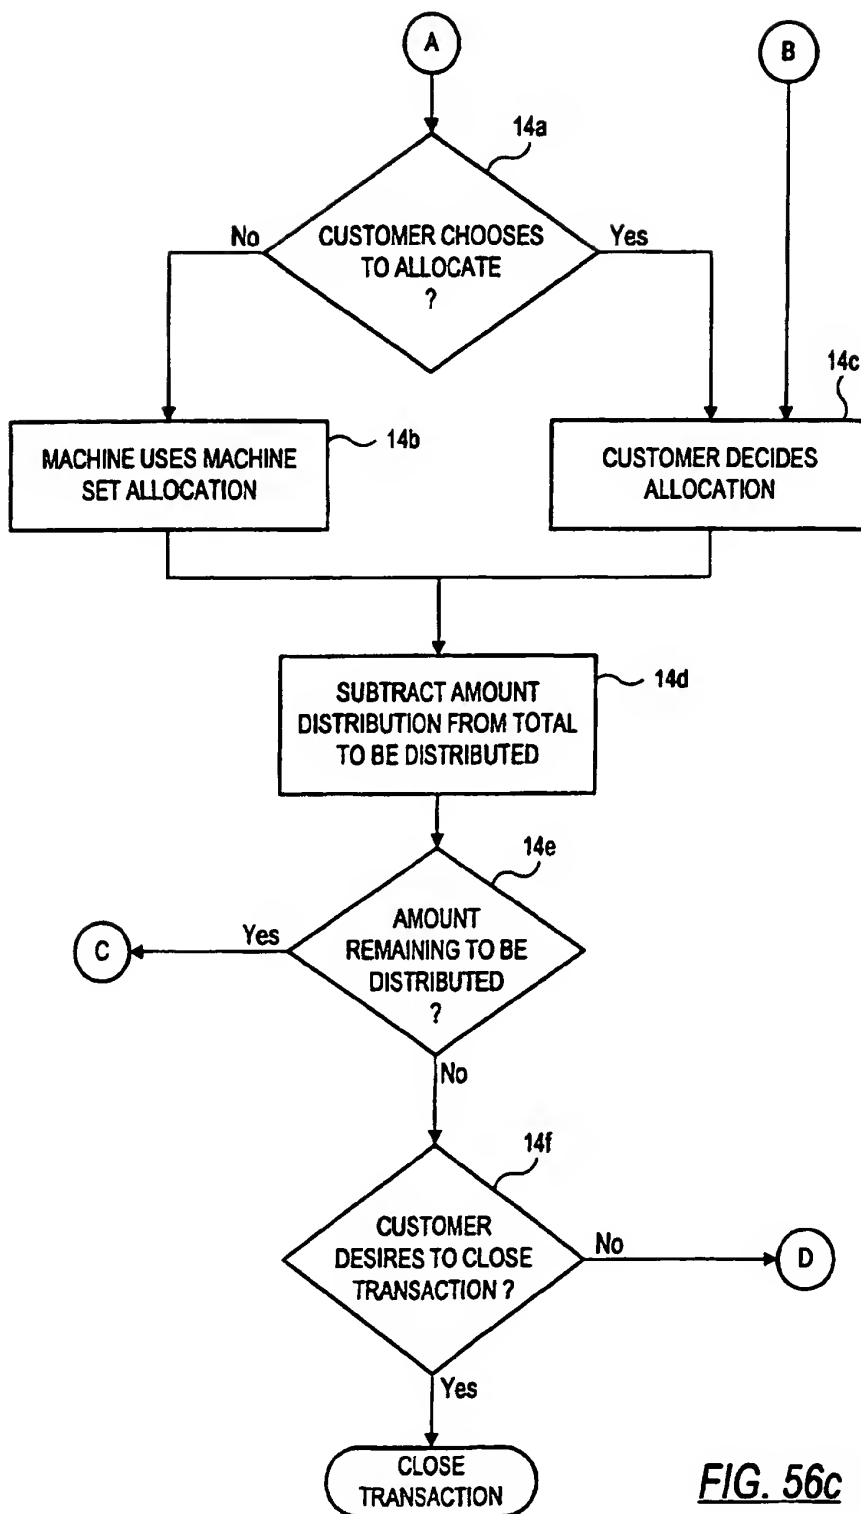 A
B
14a
No
CUSTOMER CHOOSES
TO ALLOCATE
?
Yes
14c
MACHINE USES MACHINE
SET ALLOCATION
14b
CUSTOMER DECIDES
ALLOCATION
SUBTRACT AMOUNT
DISTRIBUTION FROM TOTAL
TO BE DISTRIBUTED
14d
14e
C
Yes
AMOUNT
REMAINING TO BE
DISTRIBUTED
?
No
14f
CUSTOMER
DESIRES TO CLOSE
TRANSACTION ?
No
D
Yes
CLOSE
TRANSACTION
FIG. 56c